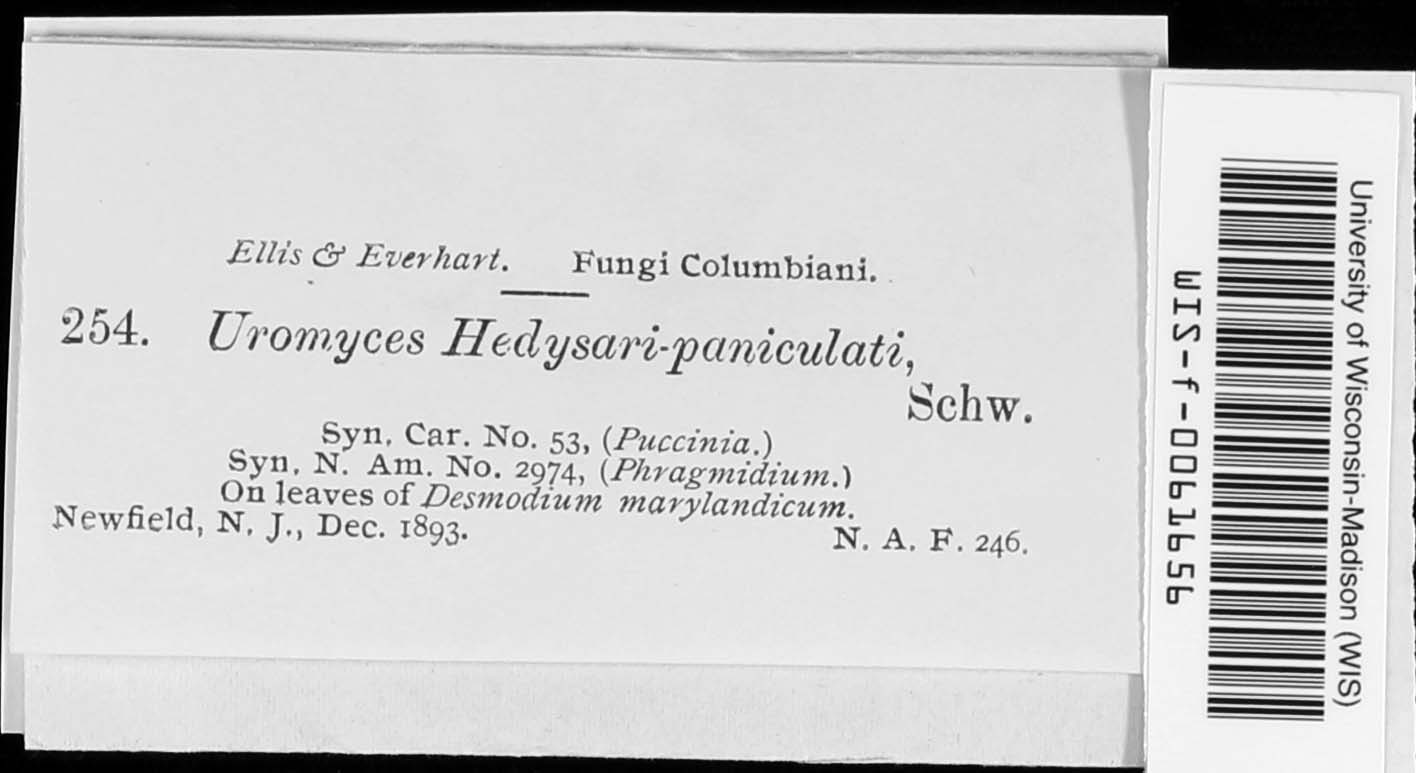 Ellis & Everhart. Fungi Columbiani.
254. Uromyces Hedysari-paniculati,
Schw.
Syn. Car. No. 53, (Puccinia.)
Syn. N. Am. No. 2974, (Phragmidium.)
On leaves of Desmodium marylandicum.
Newfield, N. J., Dec. 1893. N. A. F. 246.
University of Wisconsin-Madison (WIS)
WIS-f-0061656